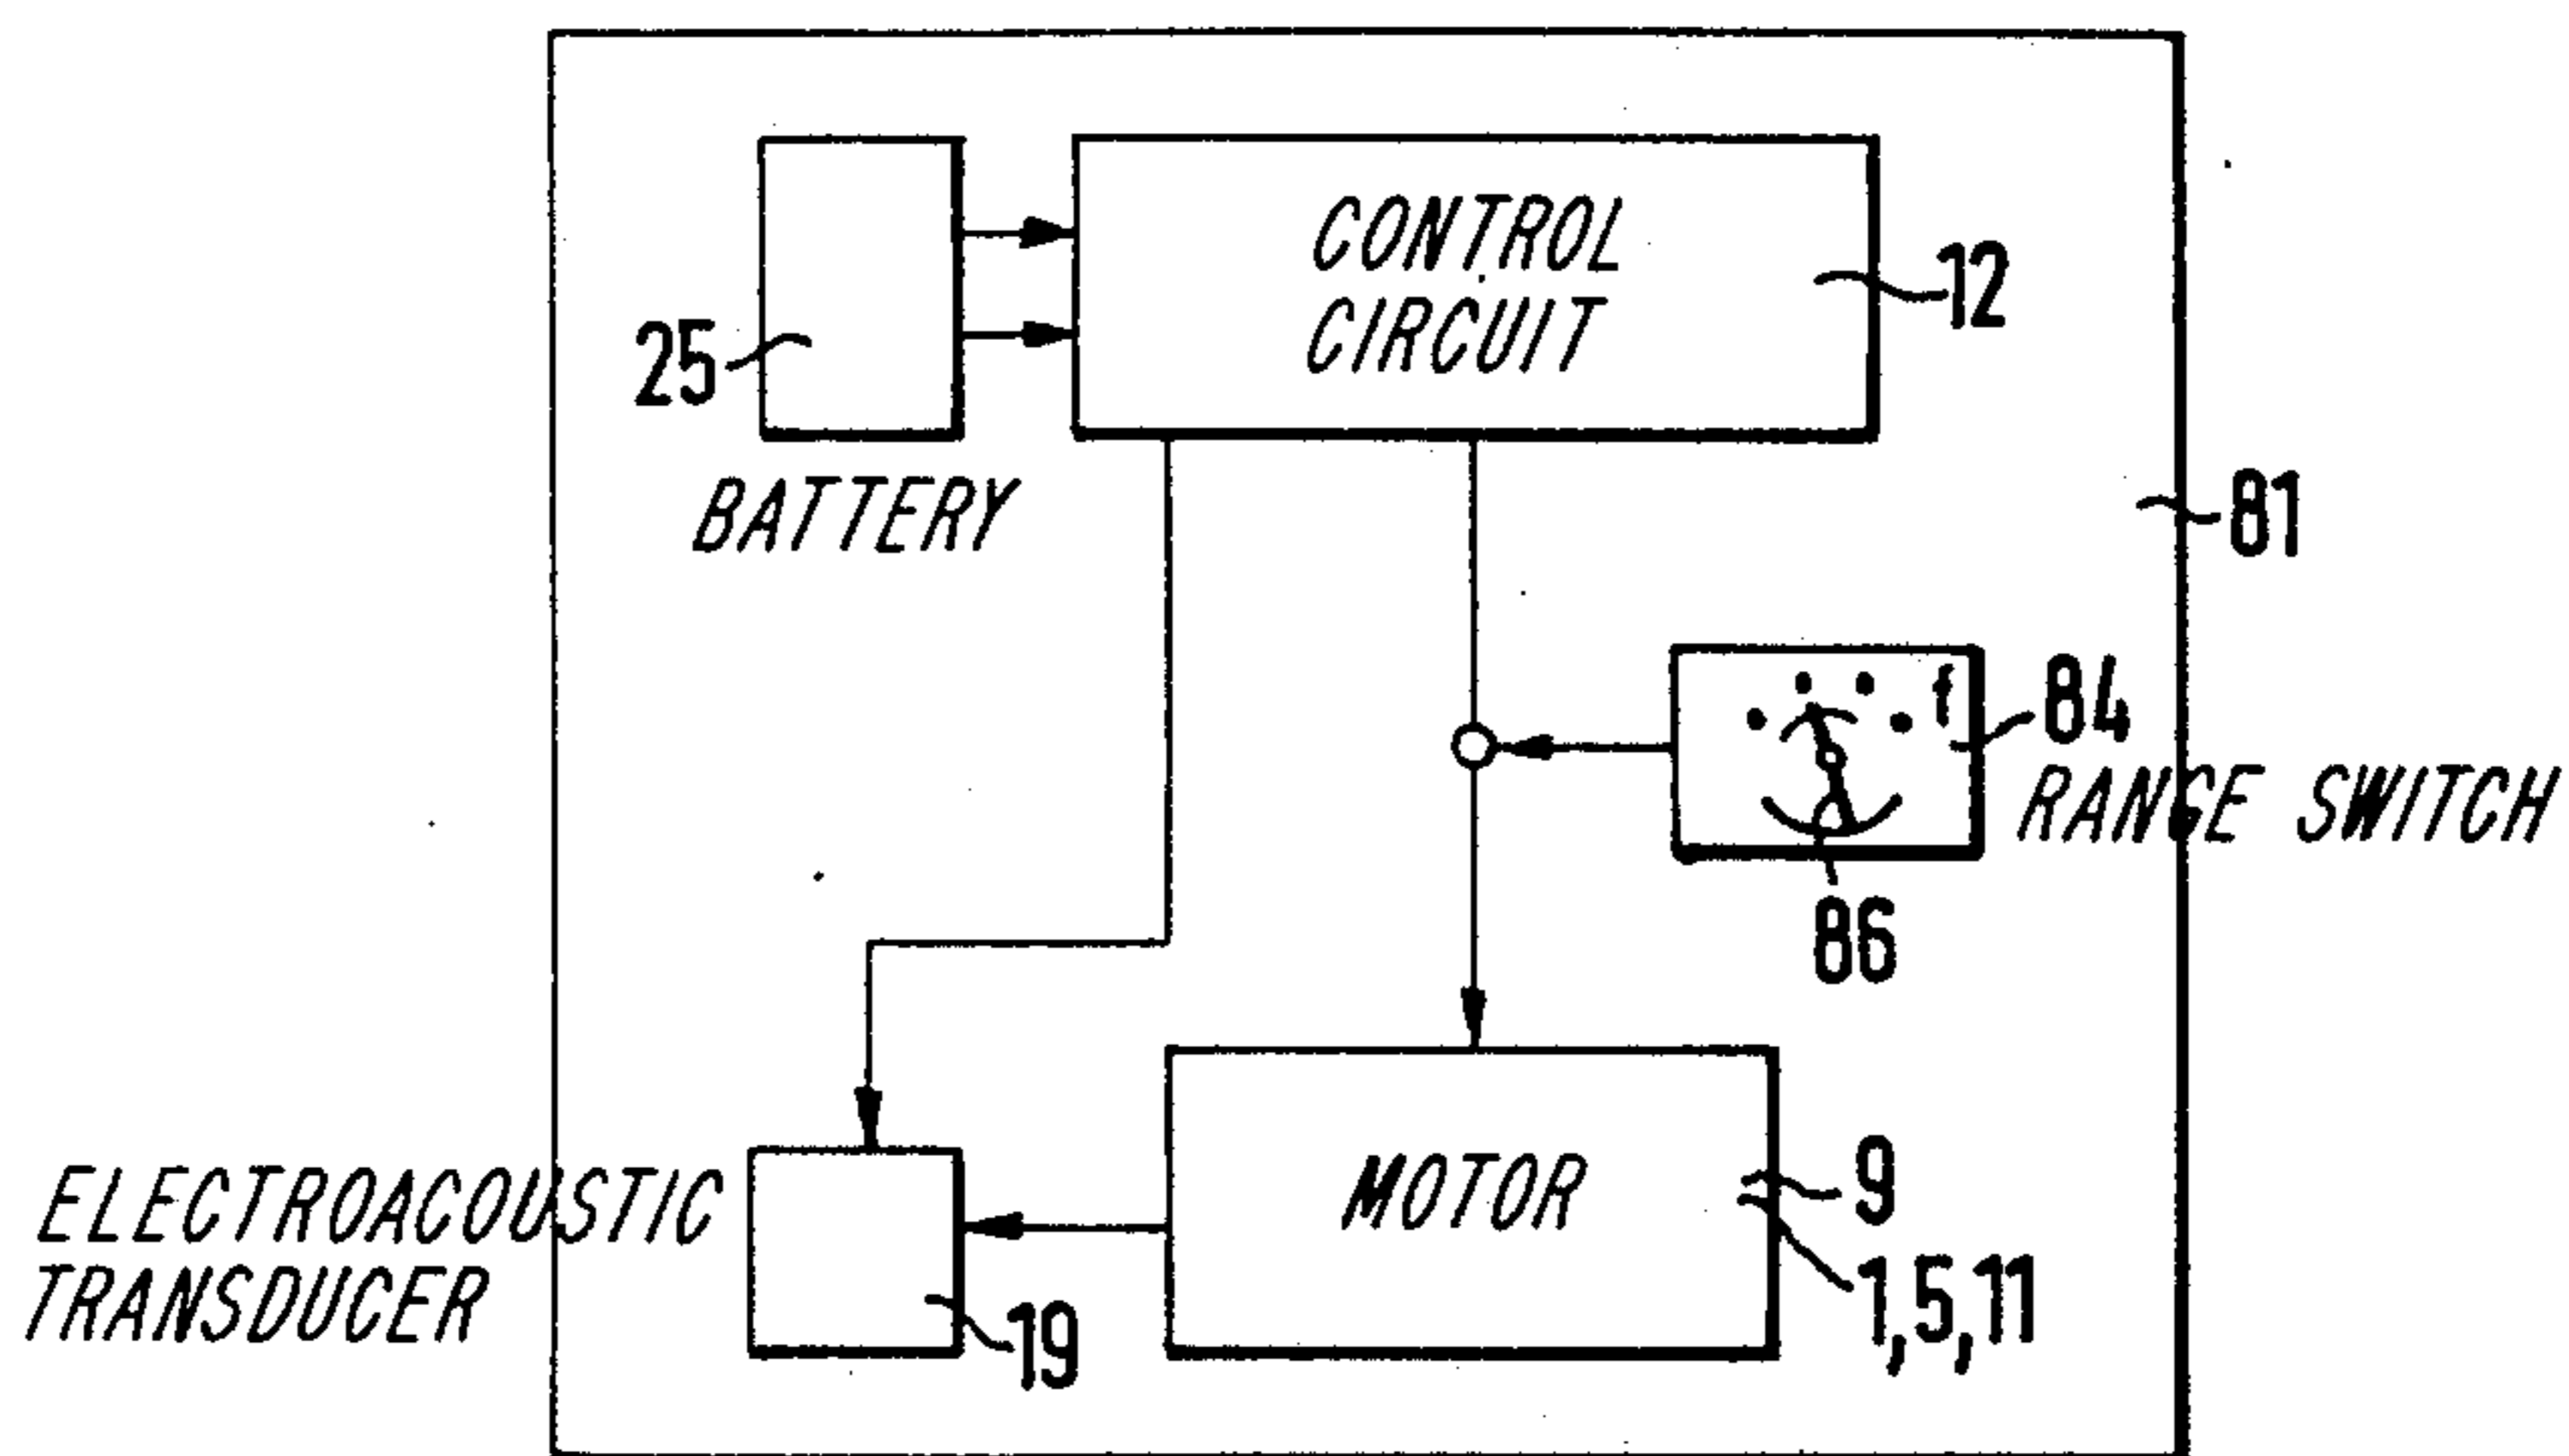 CONTROL
CIRCUIT
12
25
BATTERY
81
f
84
RANGE SWITCH
86
ELECTROACOUSTIC
TRANSDUCER
19
MOTOR
9
1,5,11